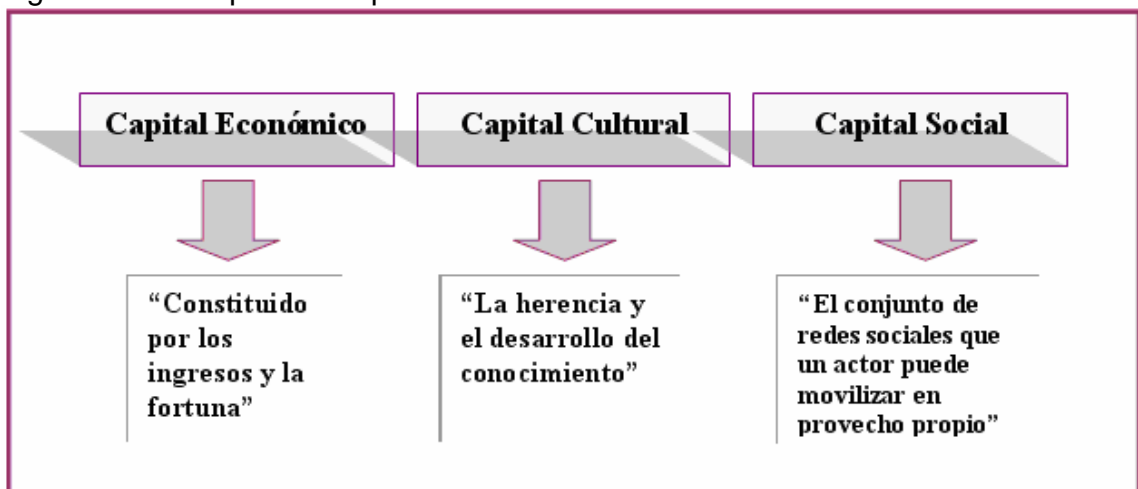 Capital Económico
Capital Cultural
Capital Social
“Constituido
por los
ingresos y la
fortuna”
“La herencia y
el desarrollo del
conocimiento”
“El conjunto de
redes sociales que
un actor puede
movilizar en
provecho propio”